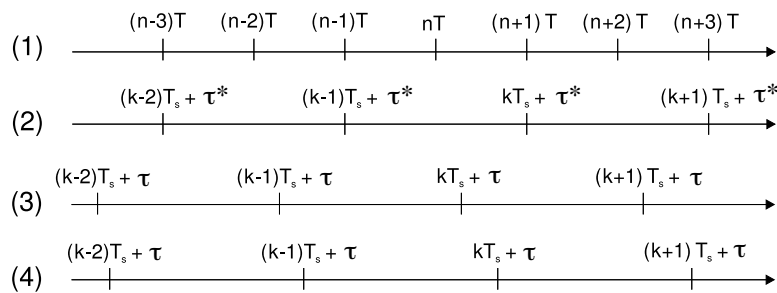 (1) (n-3)T (n-2)T (n-1)T nT (n+1) T (n+2) T (n+3) T
(2) (k-2)Tₛ + τ* (k-1)Tₛ + τ* kTₛ + τ* (k+1) Tₛ + τ*
(3) (k-2)Tₛ + τ (k-1)Tₛ + τ kTₛ + τ (k+1) Tₛ + τ
(4) (k-2)Tₛ + τ (k-1)Tₛ + τ kTₛ + τ (k+1) Tₛ + τ